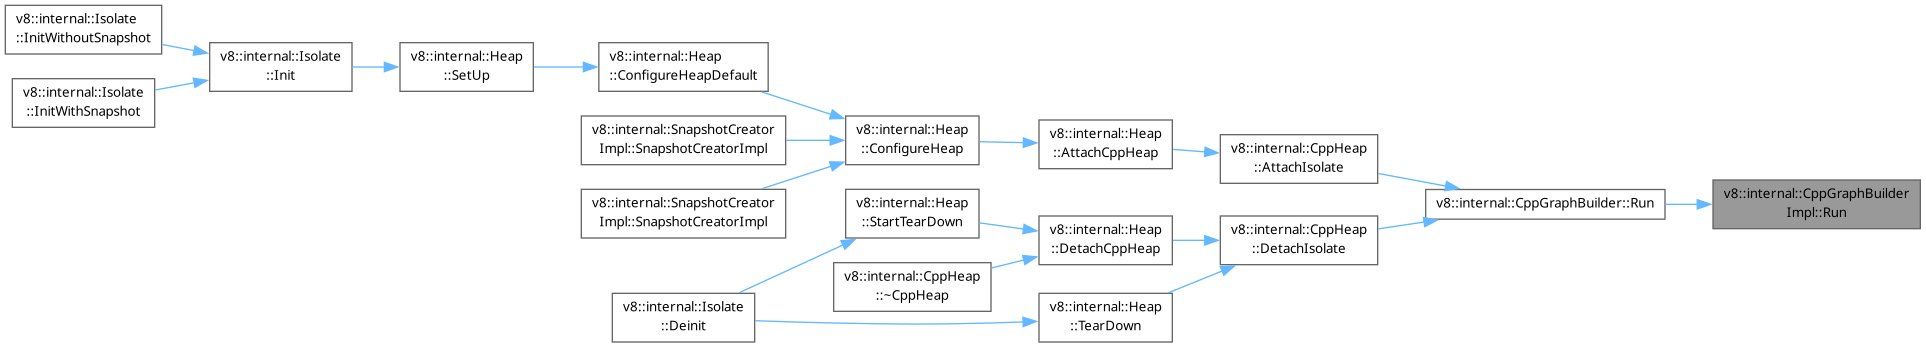 v8::internal::Isolate
::InitWithoutSnapshot
v8::internal::Isolate
::InitWithSnapshot
v8::internal::Isolate
::Init
v8::internal::Heap
::SetUp
v8::internal::Heap
::ConfigureHeapDefault
v8::internal::SnapshotCreator
Impl::SnapshotCreatorImpl
v8::internal::SnapshotCreator
Impl::SnapshotCreatorImpl
v8::internal::Isolate
::Deinit
v8::internal::Heap
::ConfigureHeap
v8::internal::Heap
::StartTearDown
v8::internal::CppHeap
::~CppHeap
v8::internal::Heap
::AttachCppHeap
v8::internal::Heap
::DetachCppHeap
v8::internal::Heap
::TearDown
v8::internal::CppHeap
::AttachIsolate
v8::internal::CppHeap
::DetachIsolate
v8::internal::CppGraphBuilder::Run
v8::internal::CppGraphBuilder
Impl::Run